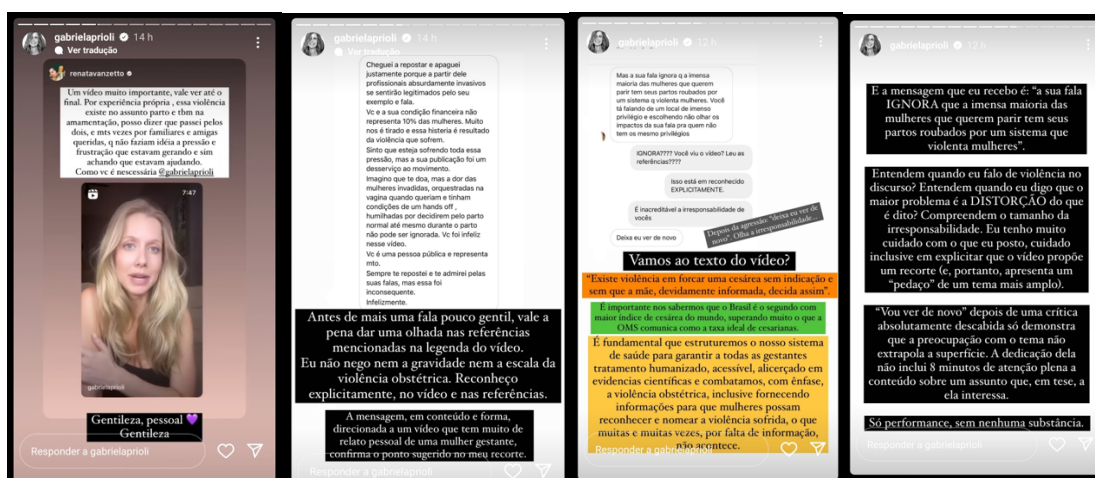 gabrielaprioli 14 h
Ver tradução
renatavanzetto
Um vídeo muito importante, vale ver até o
final. Por experiência própria , essa violência
existe no assunto parto e tbm na
amamentação, posso dizer que passei pelos
dois, e mts vezes por familiares e amigas
queridas, q não faziam idéia a pressão e
frustração que estavam gerando e sim
achando que estavam ajudando.
Como vc é nescessária @gabrielaprioli
7:47
gabrielaprioli
Gentileza, pessoal 💜
Gentileza
Responder a gabrielaprioli
gabrielaprioli 14 h
Ver tradução
Cheguei a repostar e apaguei
justamente porque a partir dele
profissionais absurdamente invasivos
se sentirão legitimados pelo seu
exemplo e fala.
Vc e a sua condição financeira não
representa 10% das mulheres. Muito
nos é tirado e essa histeria é resultado
da violência que sofrem.
Sinto que esteja sofrendo toda essa
pressão, mas a sua publicação foi um
desserviço ao movimento.
Imagino que te doa, mas a dor das
mulheres invadidas, orquestradas na
vagina quando queriam e tinham
condições de um hands off ,
humilhadas por decidirem pelo parto
normal até mesmo durante o parto
não pode ser ignorada. Vc foi infeliz
nesse vídeo.
Vc é uma pessoa pública e representa
mto.
Sempre te repostei e te admirei pelas
suas falas, mas essa foi
inconsequente.
Infelizmente.
Antes de mais uma fala pouco gentil, vale a
pena dar uma olhada nas referências
mencionadas na legenda do vídeo.
Eu não nego nem a gravidade nem a escala da
violência obstétrica. Reconheço
explicitamente, no vídeo e nas referências.
A mensagem, em conteúdo e forma,
direcionada a um vídeo que tem muito de
relato pessoal de uma mulher gestante,
confirma o ponto sugerido no meu recorte.
Responder a gabrielaprioli
gabrielaprioli 12 h
Mas a sua fala ignora q a imensa
maioria das mulheres que querem
parir tem seus partos roubados por
um sistema q violenta mulheres. Você
tá falando de um local de imenso
privilégio e escolhendo não olhar os
impactos da sua fala pra quem não
tem os mesmo privilégios
IGNORA???? Você viu o vídeo? Leu as
referências????
Isso está em reconhecido
EXPLICITAMENTE.
É inacreditável a irresponsabilidade de
vocês
Deixa eu ver de novo
Depois da agressão: "deixa eu ver de
novo". Olha a irresponsabilidade...
Vamos ao texto do vídeo?
"Existe violência em forçar uma cesárea sem indicação e
sem que a mãe, devidamente informada, decida assim".
É importante nos sabermos que o Brasil é o segundo com
maior índice de cesárea do mundo, superando muito o que a
OMS comunica como a taxa ideal de cesarianas.
É fundamental que estruturemos o nosso sistema
de saúde para garantir a todas as gestantes
tratamento humanizado, acessível, alicerçado em
evidencias científicas e combatamos, com ênfase,
a violência obstétrica, inclusive fornecendo
informações para que mulheres possam
reconhecer e nomear a violência sofrida, o que
muitas e muitas vezes, por falta de informação,
não acontece.
Responder a gabrielaprioli
gabrielaprioli 12 h
E a mensagem que eu recebo é: "a sua fala
IGNORA que a imensa maioria das
mulheres que querem parir tem seus
partos roubados por um sistema que
violenta mulheres".
Entendem quando eu falo de violência no
discurso? Entendem quando eu digo que o
maior problema é a DISTORÇÃO do que
é dito? Compreendem o tamanho da
irresponsabilidade. Eu tenho muito
cuidado com o que eu posto, cuidado
inclusive em explicitar que o vídeo propõe
um recorte (e, portanto, apresenta um
"pedaço" de um tema mais amplo).
"Vou ver de novo" depois de uma crítica
absolutamente descabida só demonstra
que a preocupação com o tema não
extrapola a superfície. A dedicação dela
não inclui 8 minutos de atenção plena a
conteúdo sobre um assunto que, em tese, a
ela interessa.
Só performance, sem nenhuma substância.
Responder a gabrielaprioli